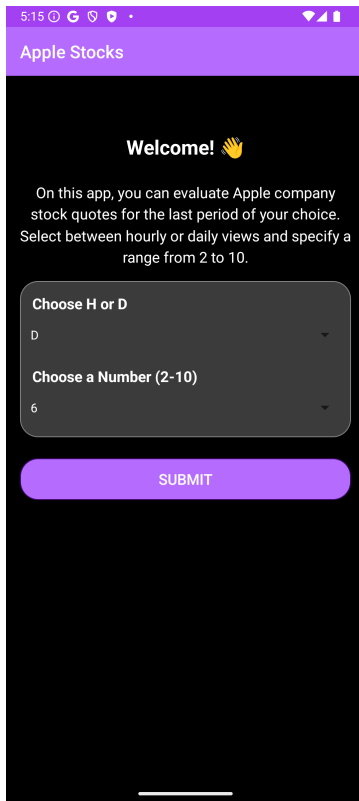 5:15
Apple Stocks
Welcome! 👋
On this app, you can evaluate Apple company
stock quotes for the last period of your choice.
Select between hourly or daily views and specify a
range from 2 to 10.
Choose H or D
D
Choose a Number (2-10)
6
SUBMIT